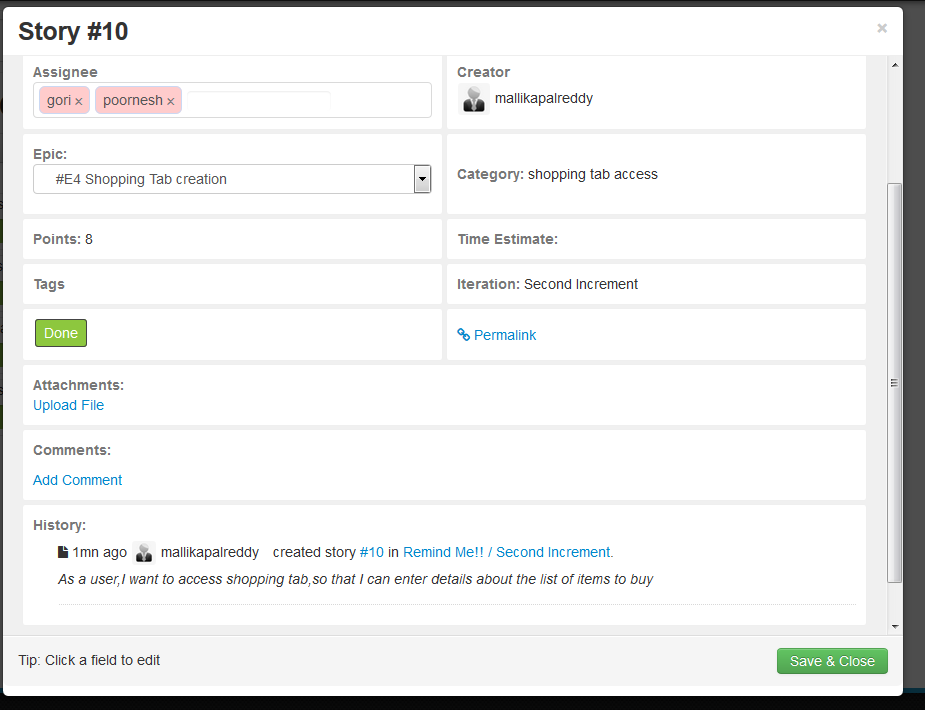 Story #10
×
Assignee
Creator
gori × poornesh ×
mallikapalreddy
Epic:
#E4 Shopping Tab creation
Category: shopping tab access
Points: 8
Time Estimate:
Tags
Iteration: Second Increment
Done
Permalink
Attachments:
Upload File
Comments:
Add Comment
History:
1mn ago mallikapalreddy created story #10 in Remind Me!! / Second Increment.
As a user,I want to access shopping tab,so that I can enter details about the list of items to buy
Tip: Click a field to edit
Save & Close